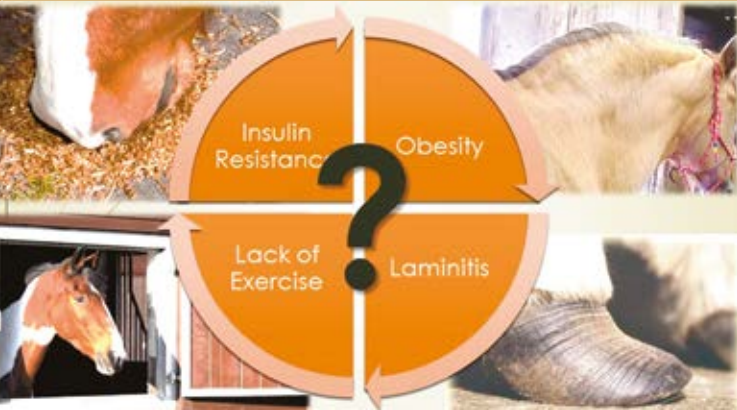 Insulin
Resistanc
Obesity
?
Lack of
Exercise
Laminitis